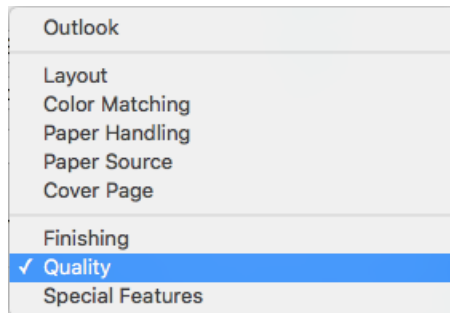 Outlook
Layout
Color Matching
Paper Handling
Paper Source
Cover Page
Finishing
✓ Quality
Special Features